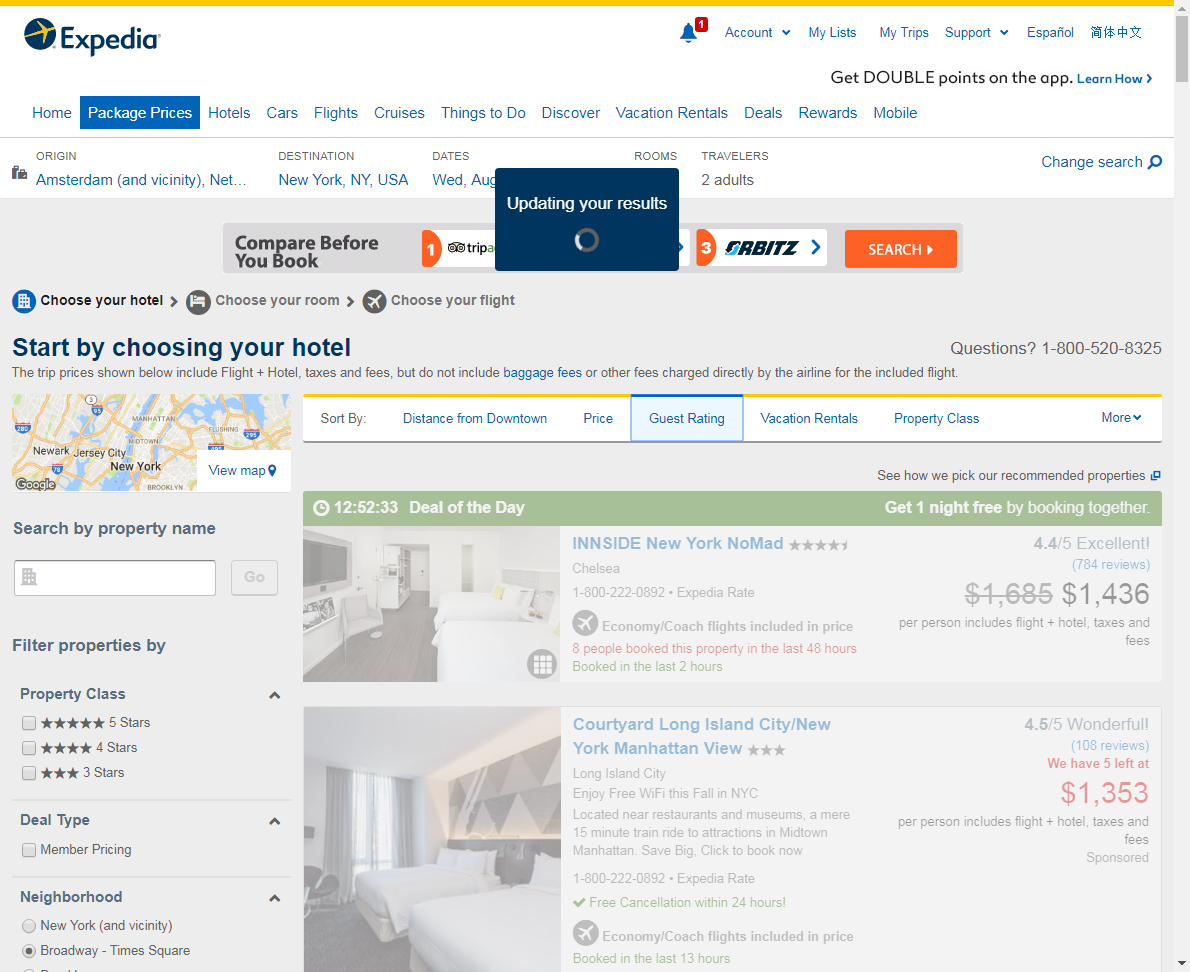 Expedia
1
Account
My Lists
My Trips
Support
Español
简体中文
Get DOUBLE points on the app. Learn How
Home
Package Prices
Hotels
Cars
Flights
Cruises
Things to Do
Discover
Vacation Rentals
Deals
Rewards
Mobile
ORIGIN
DESTINATION
DATES
ROOMS
TRAVELERS
Amsterdam (and vicinity), Net…
New York, NY, USA
Wed, Aug
2 adults
Change search
Updating your results
Compare Before
You Book
1
3
ORBITZ
SEARCH
Choose your hotel
Choose your room
Choose your flight
Start by choosing your hotel
Questions? 1-800-520-8325
The trip prices shown below include Flight + Hotel, taxes and fees, but do not include baggage fees or other fees charged directly by the airline for the included flight.
3
95
MANHATTAN
280
FLUSHING
295
495
MIDTOWN
Newark
Jersey City
78
New York
BROOKLYN
Google
View map
Sort By:
Distance from Downtown
Price
Guest Rating
Vacation Rentals
Property Class
More
See how we pick our recommended properties
Search by property name
Go
Filter properties by
Property Class
5 Stars
4 Stars
3 Stars
Deal Type
Member Pricing
Neighborhood
New York (and vicinity)
Broadway - Times Square
12:52:33 Deal of the Day
Get 1 night free by booking together.
INNSIDE New York NoMad
4.4/5 Excellent!
Chelsea
(784 reviews)
1-800-222-0892 • Expedia Rate
$1,685 $1,436
Economy/Coach flights included in price
per person includes flight + hotel, taxes and
fees
8 people booked this property in the last 48 hours
Booked in the last 2 hours
Courtyard Long Island City/New
York Manhattan View
4.5/5 Wonderful!
(108 reviews)
We have 5 left at
$1,353
per person includes flight + hotel, taxes and
fees
Sponsored
Long Island City
Enjoy Free WiFi this Fall in NYC
Located near restaurants and museums, a mere
15 minute train ride to attractions in Midtown
Manhattan. Save Big, Click to book now
1-800-222-0892 • Expedia Rate
Free Cancellation within 24 hours!
Economy/Coach flights included in price
Booked in the last 13 hours